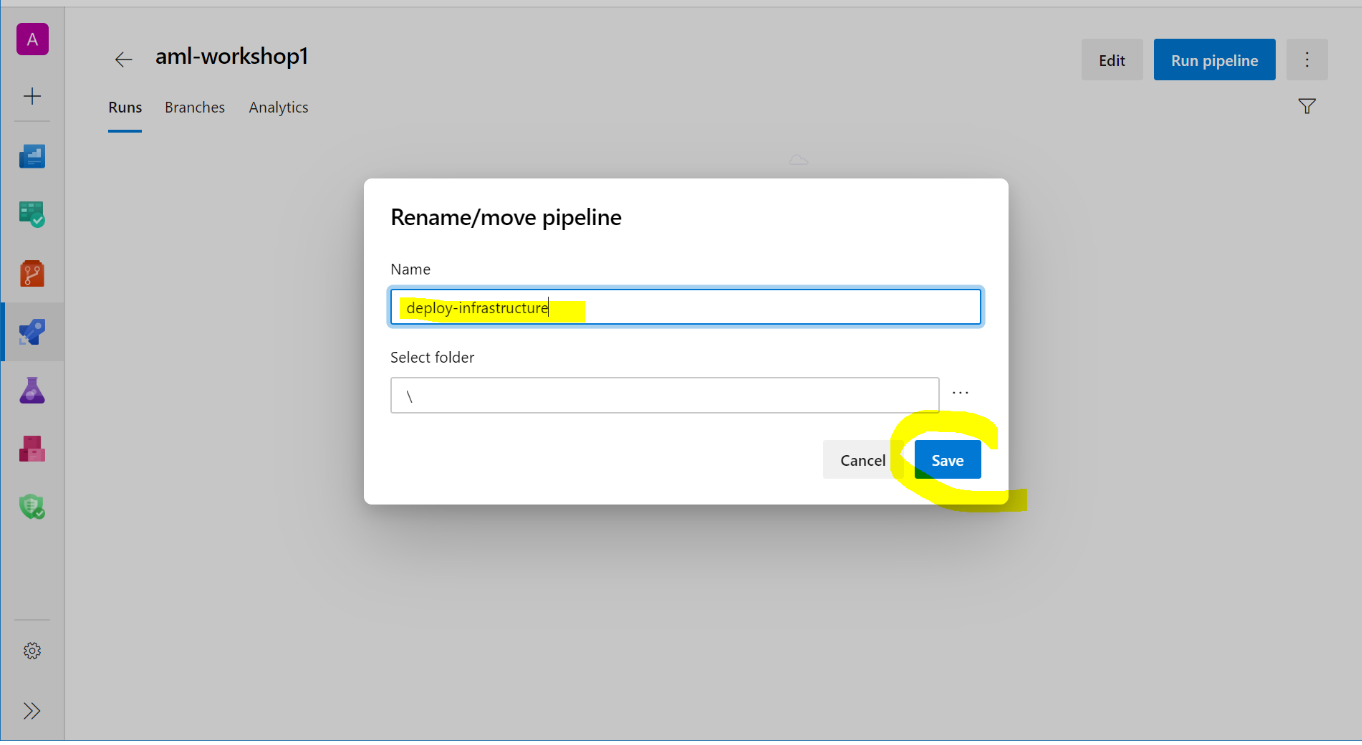 A
aml-workshop1
Edit
Run pipeline
Runs
Branches
Analytics
Rename/move pipeline
Name
deploy-infrastructure
Select folder
\
...
Cancel
Save